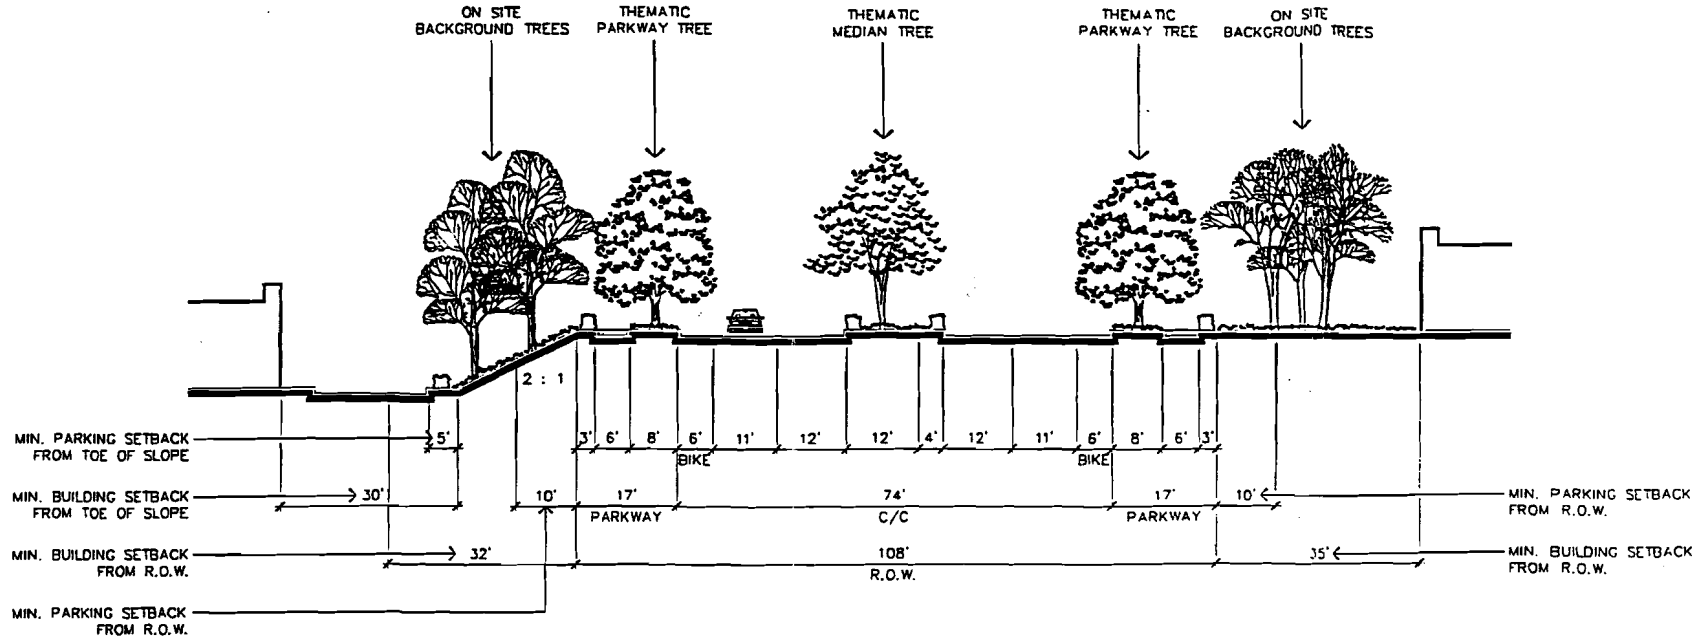 ON SITE
BACKGROUND TREES
THEMATIC
PARKWAY TREE
THEMATIC
MEDIAN TREE
THEMATIC
PARKWAY TREE
ON SITE
BACKGROUND TREES
2 : 1
MIN. PARKING SETBACK
FROM TOE OF SLOPE
5' 3' 6' 8' 6' 11' 12' 12' 4' 12' 11' 6' 8' 6' 3'
BIKE BIKE
MIN. BUILDING SETBACK
FROM TOE OF SLOPE
30' 10' 17' 74' 17' 10'
PARKWAY C/C PARKWAY
MIN. PARKING SETBACK
FROM R.O.W.
MIN. BUILDING SETBACK
FROM R.O.W.
32' 108' 35'
R.O.W.
MIN. BUILDING SETBACK
FROM R.O.W.
MIN. PARKING SETBACK
FROM R.O.W.